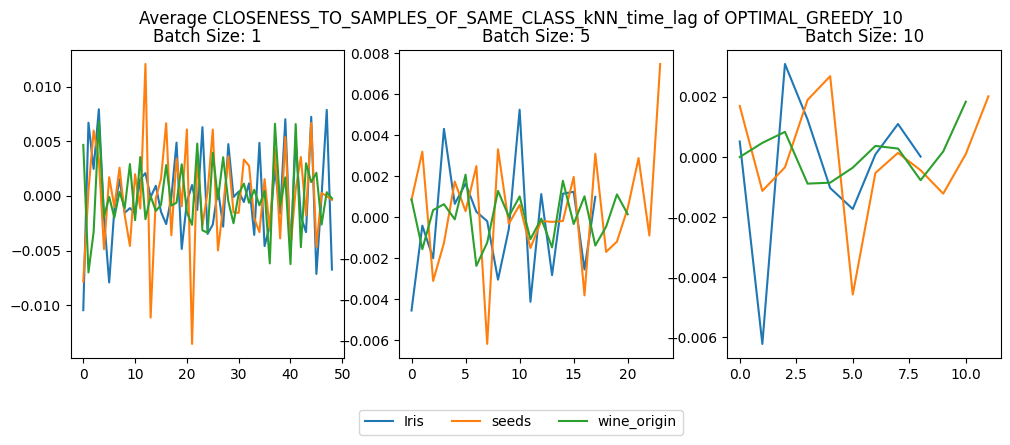 Average CLOSENESS_TO_SAMPLES_OF_SAME_CLASS_kNN_time_lag of OPTIMAL_GREEDY_10
Batch Size: 1
0.010
0.005
0.000
−0.005
−0.010
0 10 20 30 40 50
Batch Size: 5
0.008
0.006
0.004
0.002
0.000
−0.002
−0.004
−0.006
0 5 10 15 20
Batch Size: 10
0.002
0.000
−0.002
−0.004
−0.006
0.0 2.5 5.0 7.5 10.0
Iris seeds wine_origin